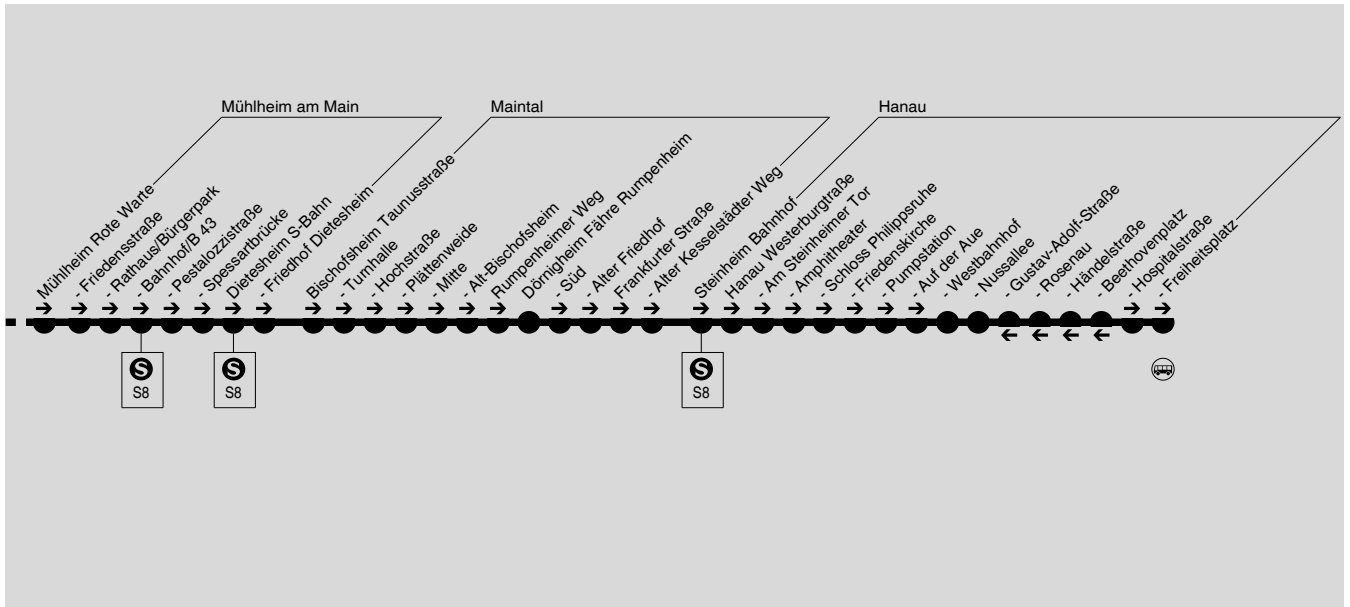 Mühlheim am Main
Maintal
Hanau
Mühlheim Rote Warte
- Friedensstraße
- Rathaus/Bürgerpark
- Bahnhof/B 43
- Pestalozzistraße
- Spessartbrücke
Dietesheim S-Bahn
- Friedhof Dietesheim
Bischofsheim Taunusstraße
- Turnhalle
- Hochstraße
- Plättenweide
- Mitte
- Alt-Bischofsheim
Rumpenheimer Weg
Dörnigheim Fähre Rumpenheim
- Süd
- Alter Friedhof
Frankfurter Straße
- Alter Kesselstädter Weg
Steinheim Bahnhof
Hanau Westerburgtraße
- Am Steinheimer Tor
- Amphitheater
- Schloss Philippsruhe
- Friedenskirche
- Pumpstation
- Auf der Aue
- Westbahnhof
- Nussallee
- Gustav-Adolf-Straße
- Rosenau
- Händelstraße
- Beethovenplatz
- Hospitalstraße
- Freiheitsplatz
S
S8
S
S8
S
S8